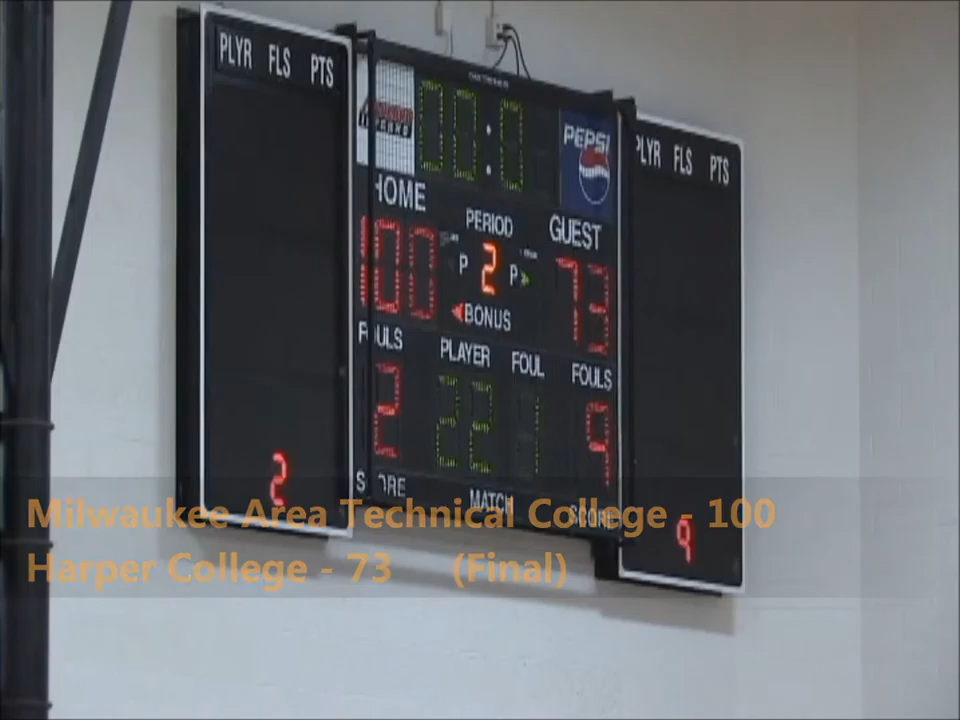 PLYR FLS PTS
00:0
PEPSI
PLYR FLS PTS
HOME
PERIOD
GUEST
100
P 2 P
73
BONUS
FOULS
PLAYER FOUL
FOULS
2
22
1
9
2
SCORE
MATCH
SCORE
9
Milwaukee Area Technical College - 100
Harper College - 73 (Final)